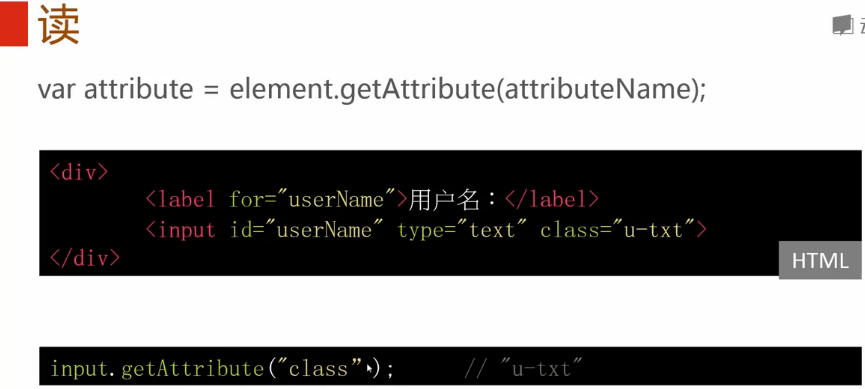 读
var attribute = element.getAttribute(attributeName);
<div>
<label for="userName">用户名：</label>
<input id="userName" type="text" class="u-txt">
</div>
HTML
input.getAttribute("class”); // "u-txt"